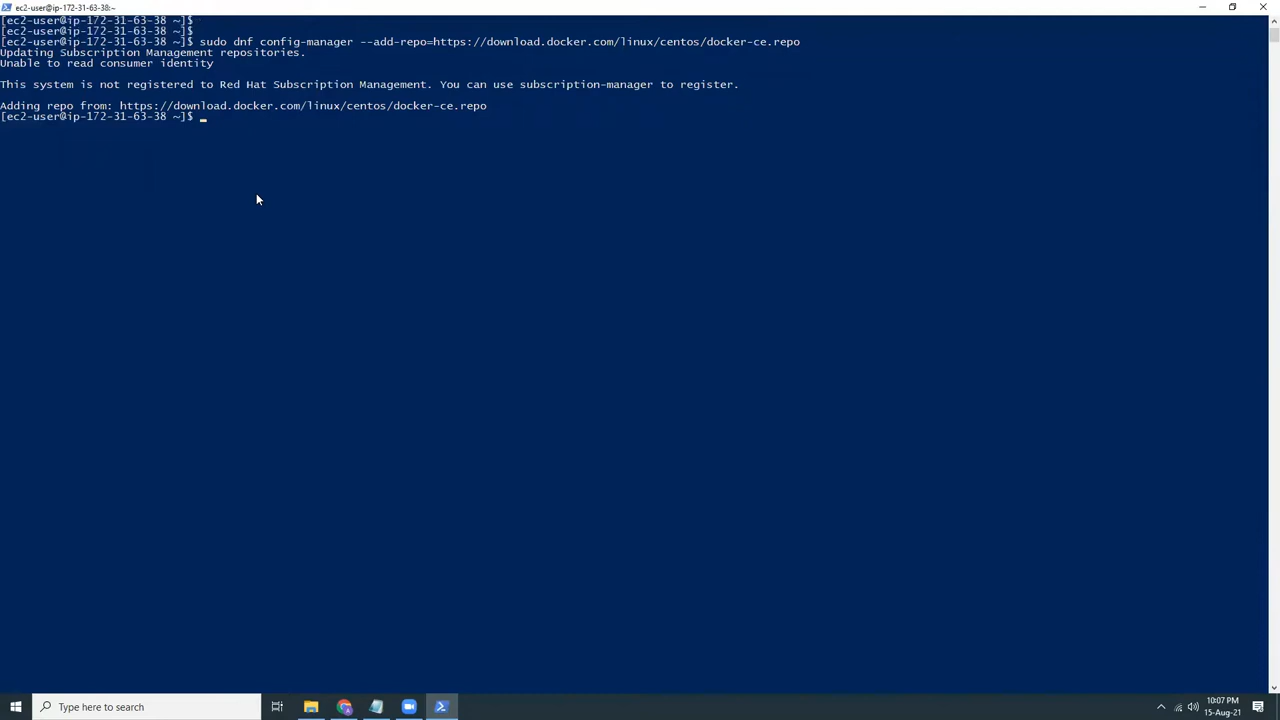 ec2-user@ip-172-31-63-38:~
[ec2-user@ip-172-31-63-38 ~]$
[ec2-user@ip-172-31-63-38 ~]$
[ec2-user@ip-172-31-63-38 ~]$ sudo dnf config-manager --add-repo=https://download.docker.com/linux/centos/docker-ce.repo
Updating Subscription Management repositories.
Unable to read consumer identity
This system is not registered to Red Hat Subscription Management. You can use subscription-manager to register.
Adding repo from: https://download.docker.com/linux/centos/docker-ce.repo
[ec2-user@ip-172-31-63-38 ~]$ _
Type here to search
10:07 PM
15-Aug-21